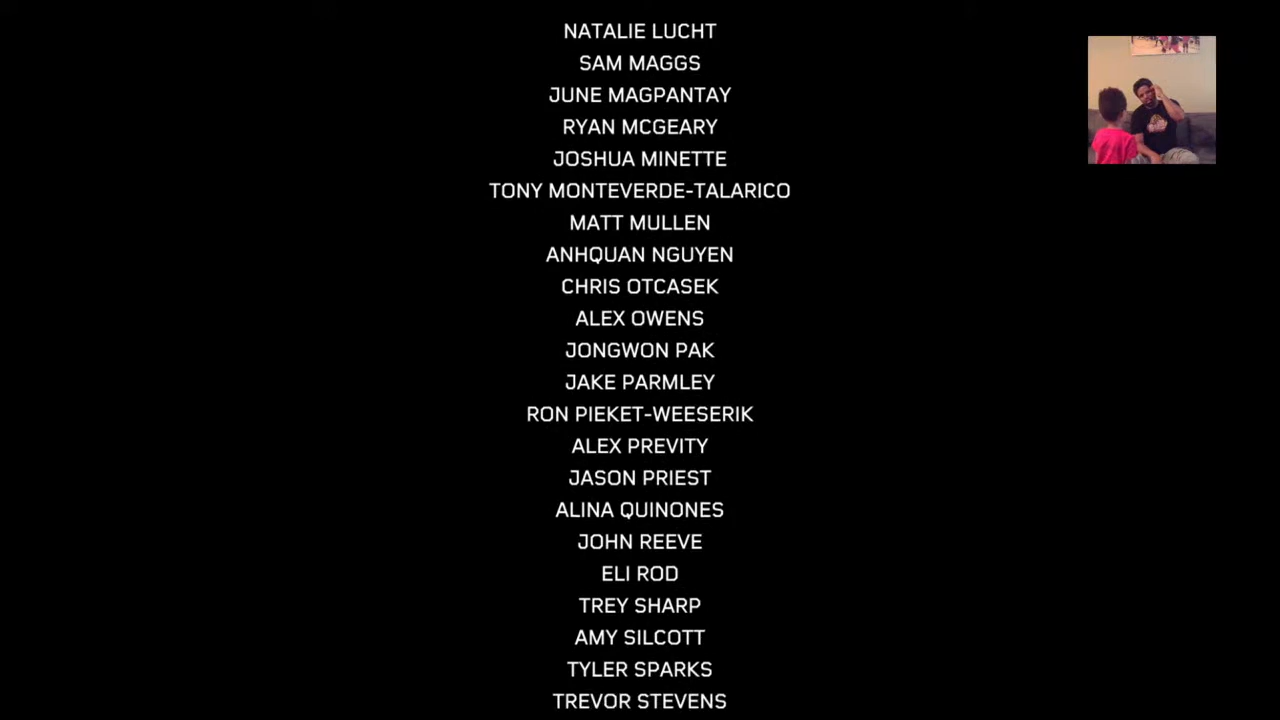 NATALIE LUCHT
SAM MAGGS
JUNE MAGPANTAY
RYAN MCGEARY
JOSHUA MINETTE
TONY MONTEVERDE-TALARICO
MATT MULLEN
ANHQUAN NGUYEN
CHRIS OTCASEK
ALEX OWENS
JONGWON PAK
JAKE PARMLEY
RON PIEKET-WEESERIK
ALEX PREVITY
JASON PRIEST
ALINA QUINONES
JOHN REEVE
ELI ROD
TREY SHARP
AMY SILCOTT
TYLER SPARKS
TREVOR STEVENS